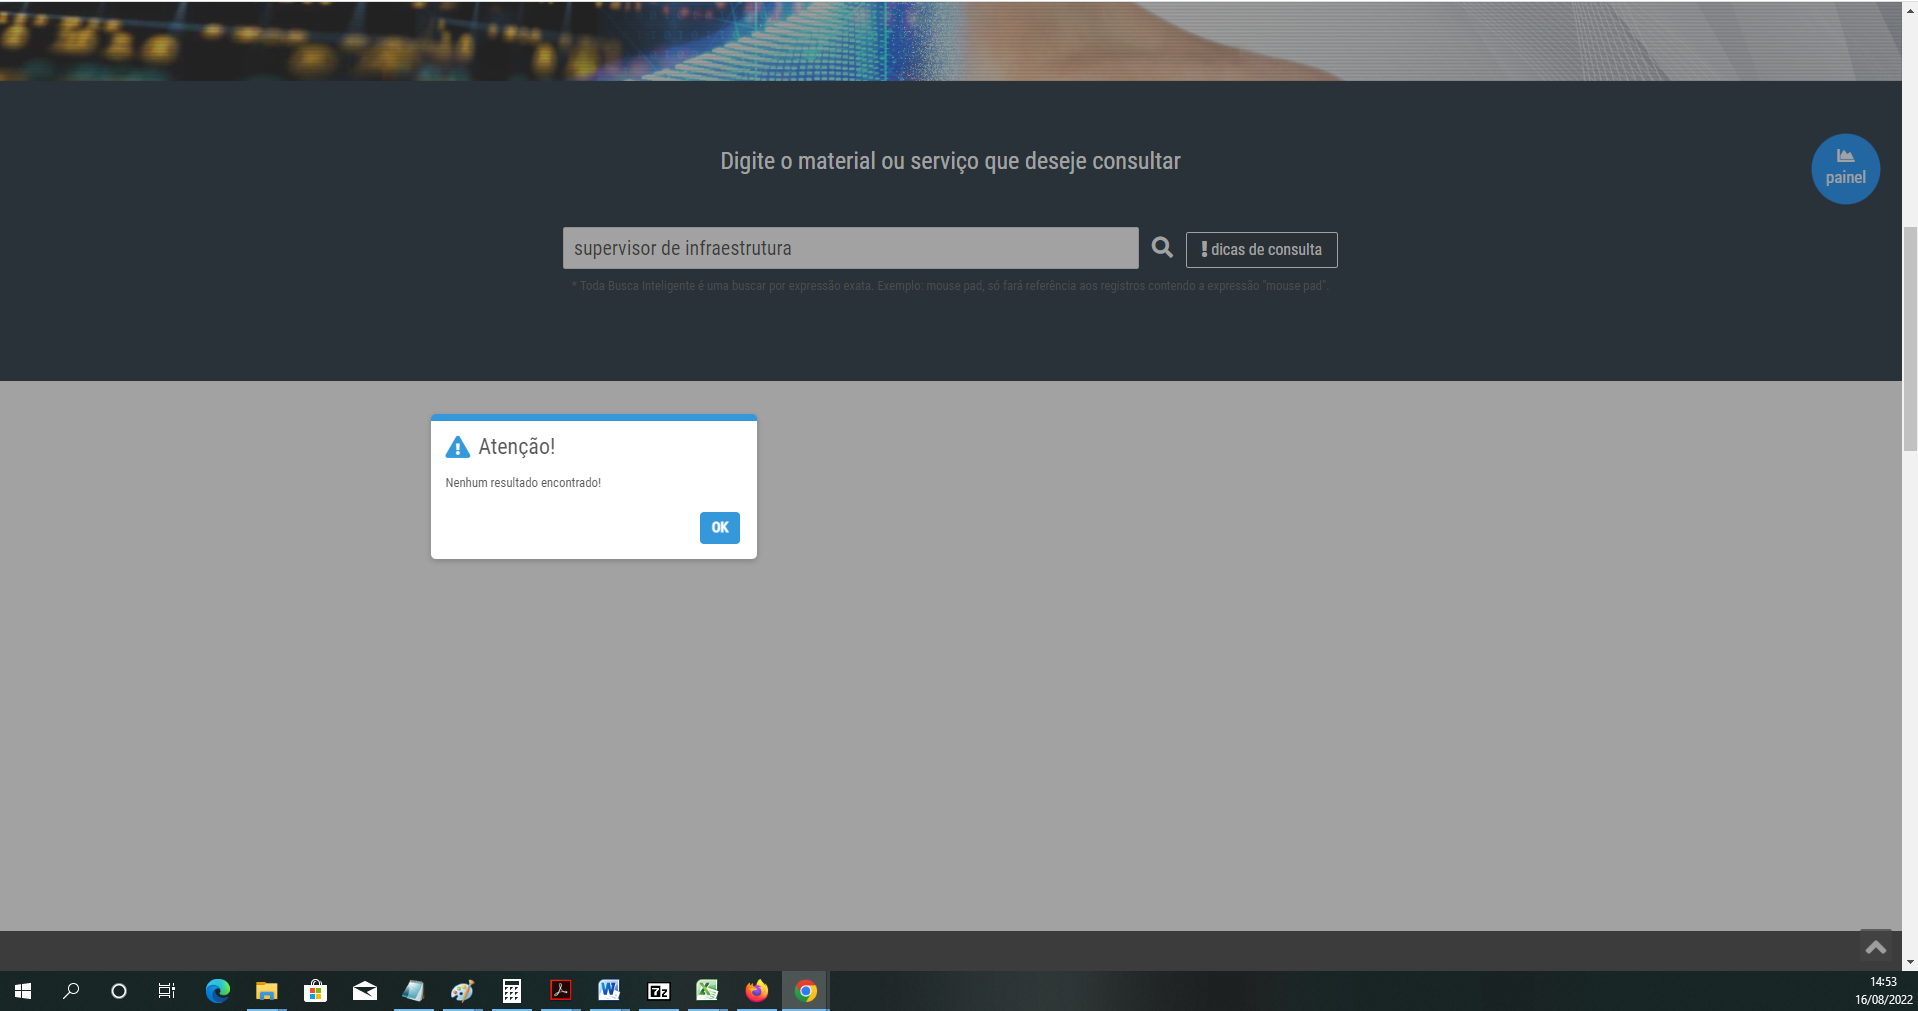 Digite o material ou serviço que deseje consultar
painel
supervisor de infraestrutura
dicas de consulta
* Toda Busca Inteligente é uma buscar por expressão exata. Exemplo: mouse pad, só fará referência aos registros contendo a expressão "mouse pad".
Atenção!
Nenhum resultado encontrado!
OK
14:53
16/08/2022